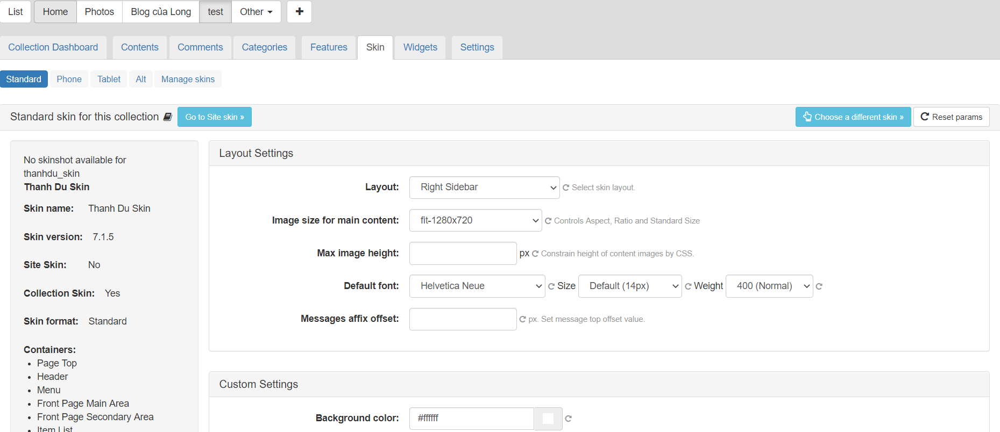 List Home Photos Blog của Long test Other
Collection Dashboard Contents Comments Categories Features Skin Widgets Settings
Standard Phone Tablet Alt Manage skins
Standard skin for this collection Go to Site skin » Choose a different skin » Reset params
No skinshot available for
thanhdu_skin
Thanh Du Skin
Skin name: Thanh Du Skin
Skin version: 7.1.5
Site Skin: No
Collection Skin: Yes
Skin format: Standard
Containers:
Page Top
Header
Menu
Front Page Main Area
Front Page Secondary Area
Item List
Layout Settings
Layout: Right Sidebar Select skin layout.
Image size for main content: fit-1280x720 Controls Aspect, Ratio and Standard Size
Max image height: px Constrain height of content images by CSS.
Default font: Helvetica Neue Size Default (14px) Weight 400 (Normal)
Messages affix offset: px. Set message top offset value.
Custom Settings
Background color: #ffffff